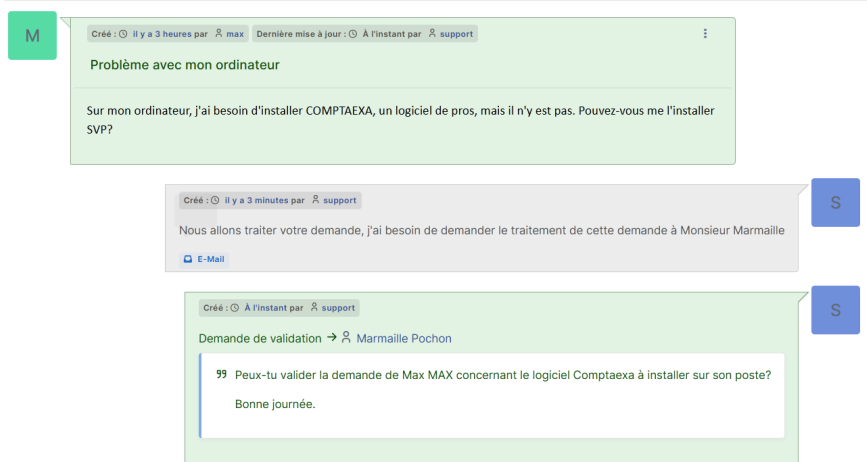 M
Créé : il y a 3 heures par max Dernière mise à jour : À l'instant par support
Problème avec mon ordinateur
Sur mon ordinateur, j'ai besoin d'installer COMPTAEXA, un logiciel de pros, mais il n'y est pas. Pouvez-vous me l'installer
SVP?
Créé : il y a 3 minutes par support
S
Nous allons traiter votre demande, j'ai besoin de demander le traitement de cette demande à Monsieur Marmaille
E-Mail
Créé : À l'instant par support
S
Demande de validation → Marmaille Pochon
Peux-tu valider la demande de Max MAX concernant le logiciel Comptaexa à installer sur son poste?
Bonne journée.